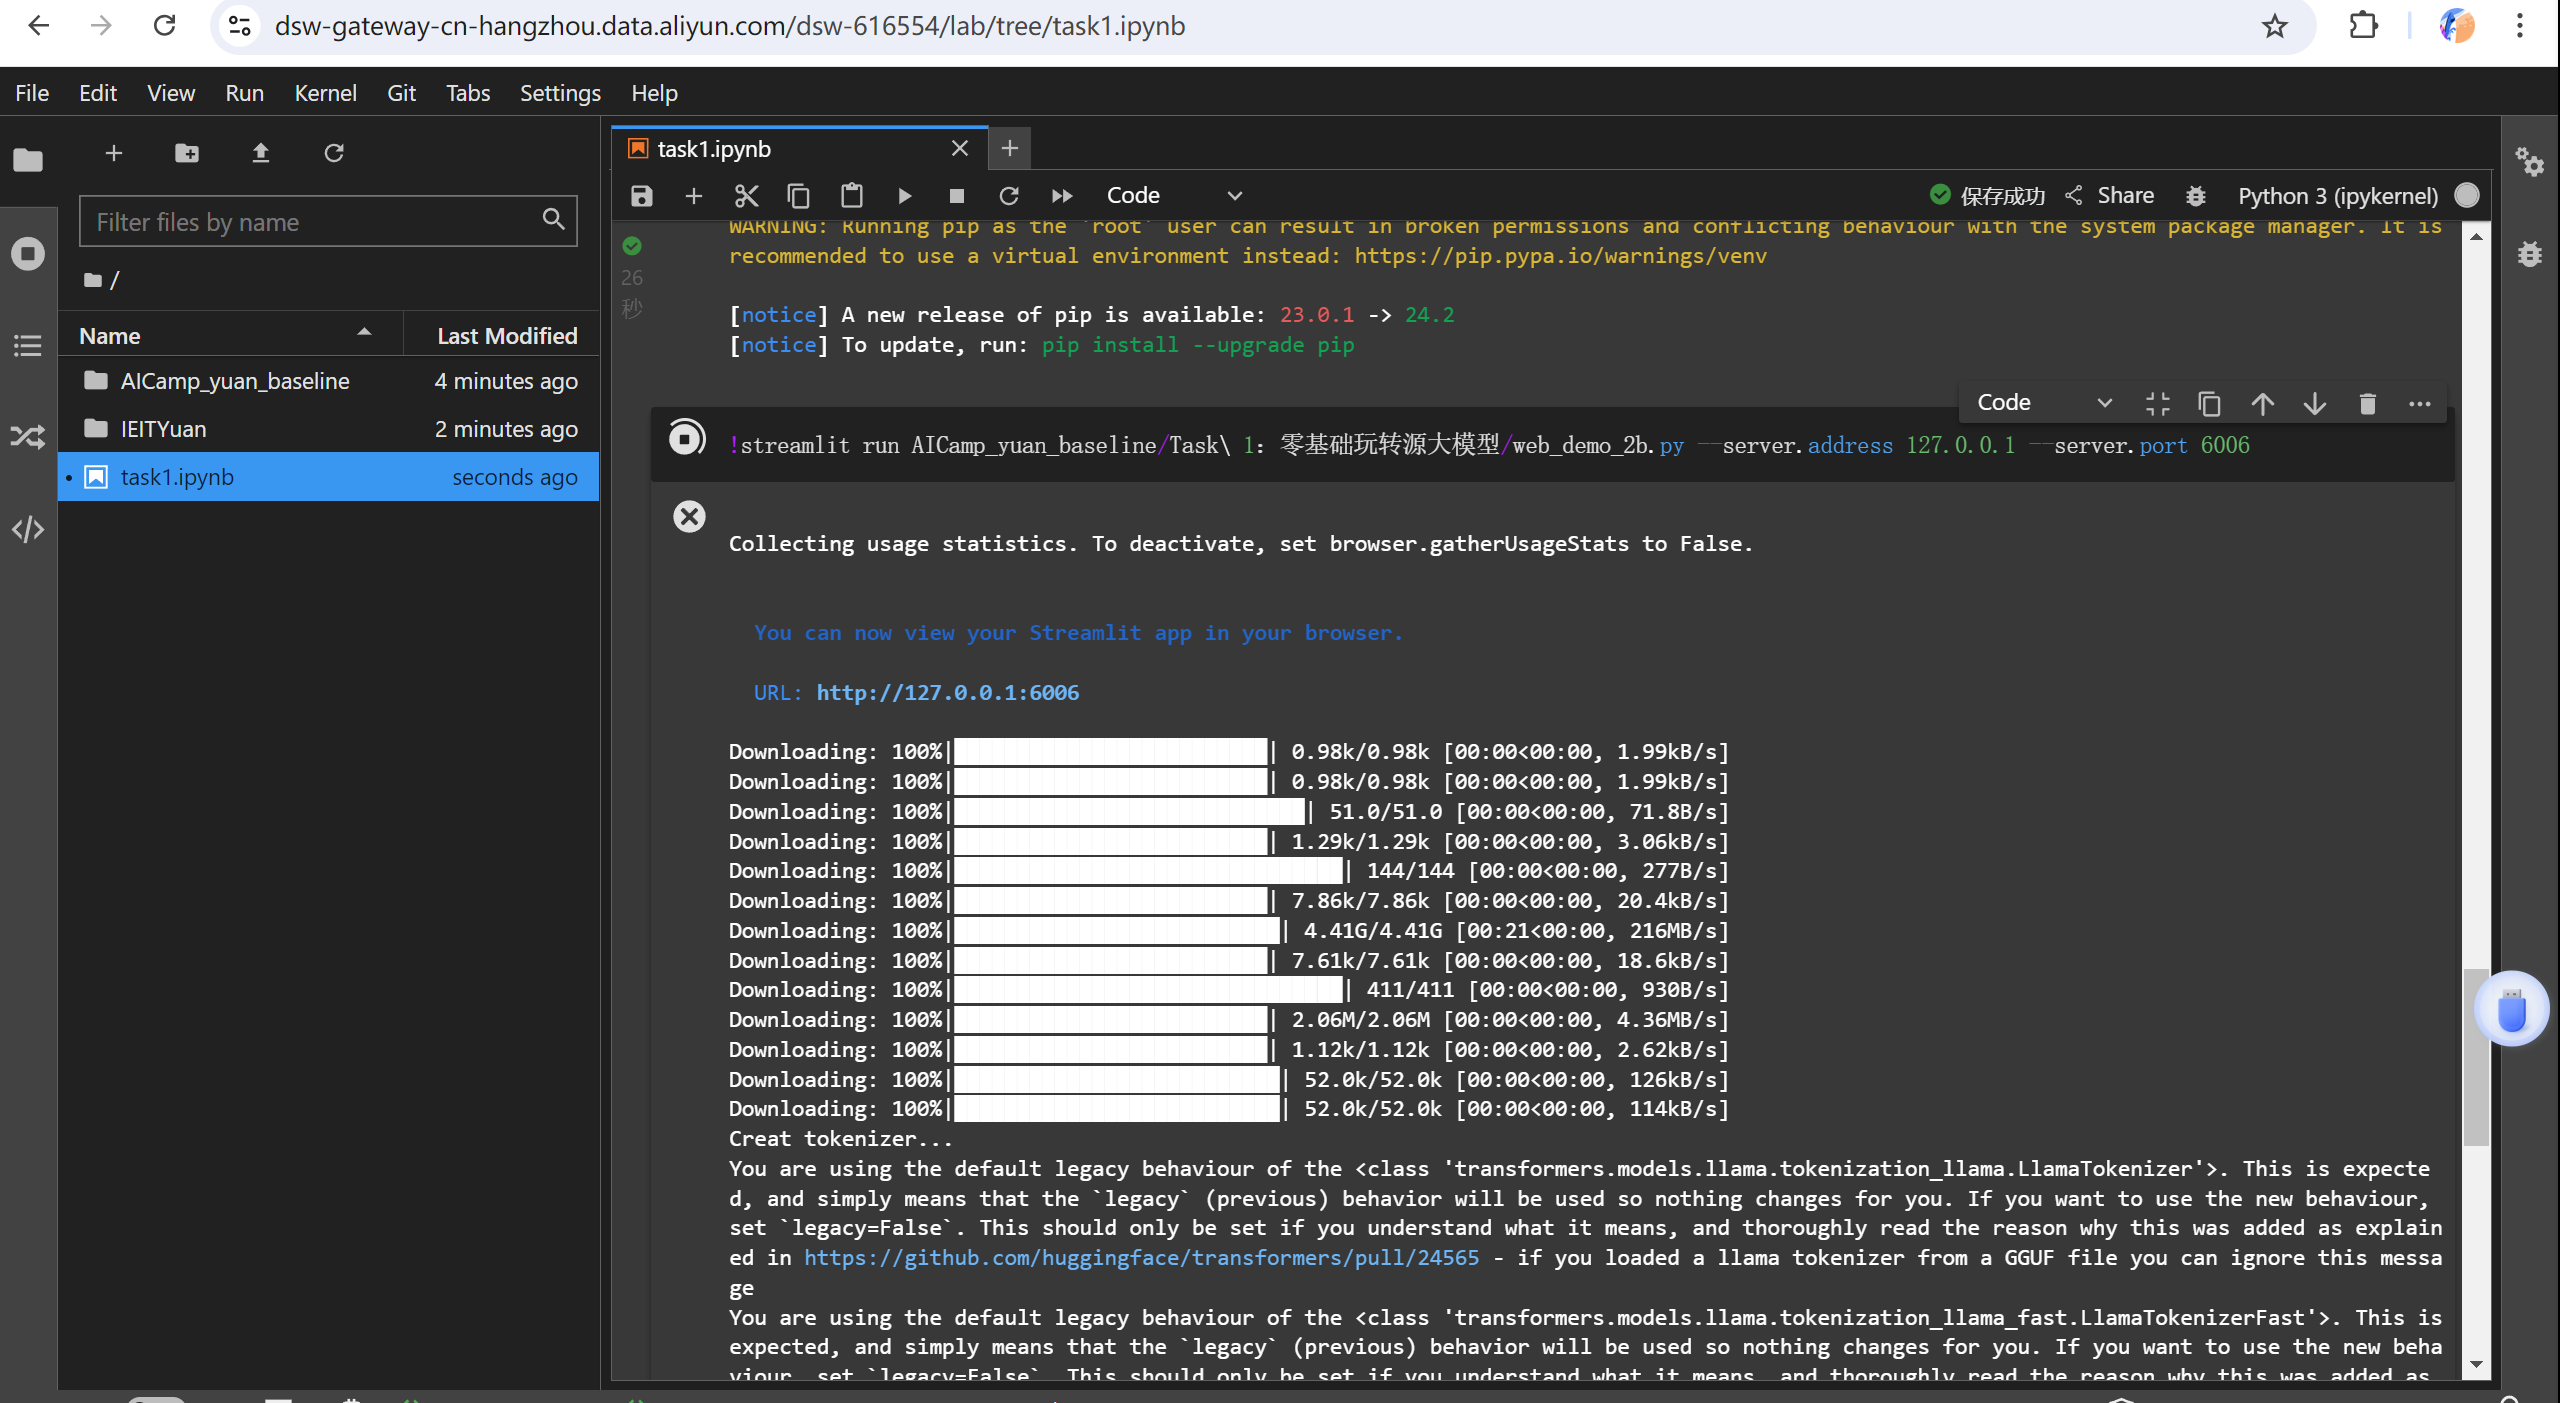 dsw-gateway-cn-hangzhou.data.aliyun.com/dsw-616554/lab/tree/task1.ipynb
File Edit View Run Kernel Git Tabs Settings Help
Filter files by name
/
Name Last Modified
AICamp_yuan_baseline 4 minutes ago
IEITYuan 2 minutes ago
task1.ipynb seconds ago
task1.ipynb
Code 保存成功 Share Python 3 (ipykernel)
26
秒
WARNING: Running pip as the 'root' user can result in broken permissions and conflicting behaviour with the system package manager. It is
recommended to use a virtual environment instead: https://pip.pypa.io/warnings/venv
[notice] A new release of pip is available: 23.0.1 -> 24.2
[notice] To update, run: pip install --upgrade pip
Code
!streamlit run AICamp_yuan_baseline/Task\ 1：零基础玩转源大模型/web_demo_2b.py --server.address 127.0.0.1 --server.port 6006
Collecting usage statistics. To deactivate, set browser.gatherUsageStats to False.
You can now view your Streamlit app in your browser.
URL: http://127.0.0.1:6006
Downloading: 100%| | 0.98k/0.98k [00:00<00:00, 1.99kB/s]
Downloading: 100%| | 0.98k/0.98k [00:00<00:00, 1.99kB/s]
Downloading: 100%| | 51.0/51.0 [00:00<00:00, 71.8B/s]
Downloading: 100%| | 1.29k/1.29k [00:00<00:00, 3.06kB/s]
Downloading: 100%| | 144/144 [00:00<00:00, 277B/s]
Downloading: 100%| | 7.86k/7.86k [00:00<00:00, 20.4kB/s]
Downloading: 100%| | 4.41G/4.41G [00:21<00:00, 216MB/s]
Downloading: 100%| | 7.61k/7.61k [00:00<00:00, 18.6kB/s]
Downloading: 100%| | 411/411 [00:00<00:00, 930B/s]
Downloading: 100%| | 2.06M/2.06M [00:00<00:00, 4.36MB/s]
Downloading: 100%| | 1.12k/1.12k [00:00<00:00, 2.62kB/s]
Downloading: 100%| | 52.0k/52.0k [00:00<00:00, 126kB/s]
Downloading: 100%| | 52.0k/52.0k [00:00<00:00, 114kB/s]
Creat tokenizer...
You are using the default legacy behaviour of the <class 'transformers.models.llama.tokenization_llama.LlamaTokenizer'>. This is expecte
d, and simply means that the `legacy` (previous) behavior will be used so nothing changes for you. If you want to use the new behaviour,
set `legacy=False`. This should only be set if you understand what it means, and thoroughly read the reason why this was added as explain
ed in https://github.com/huggingface/transformers/pull/24565 - if you loaded a llama tokenizer from a GGUF file you can ignore this messa
ge
You are using the default legacy behaviour of the <class 'transformers.models.llama.tokenization_llama_fast.LlamaTokenizerFast'>. This is
expected, and simply means that the `legacy` (previous) behavior will be used so nothing changes for you. If you want to use the new beha
viour, set `legacy=False`. This should only be set if you understand what it means, and thoroughly read the reason why this was added as